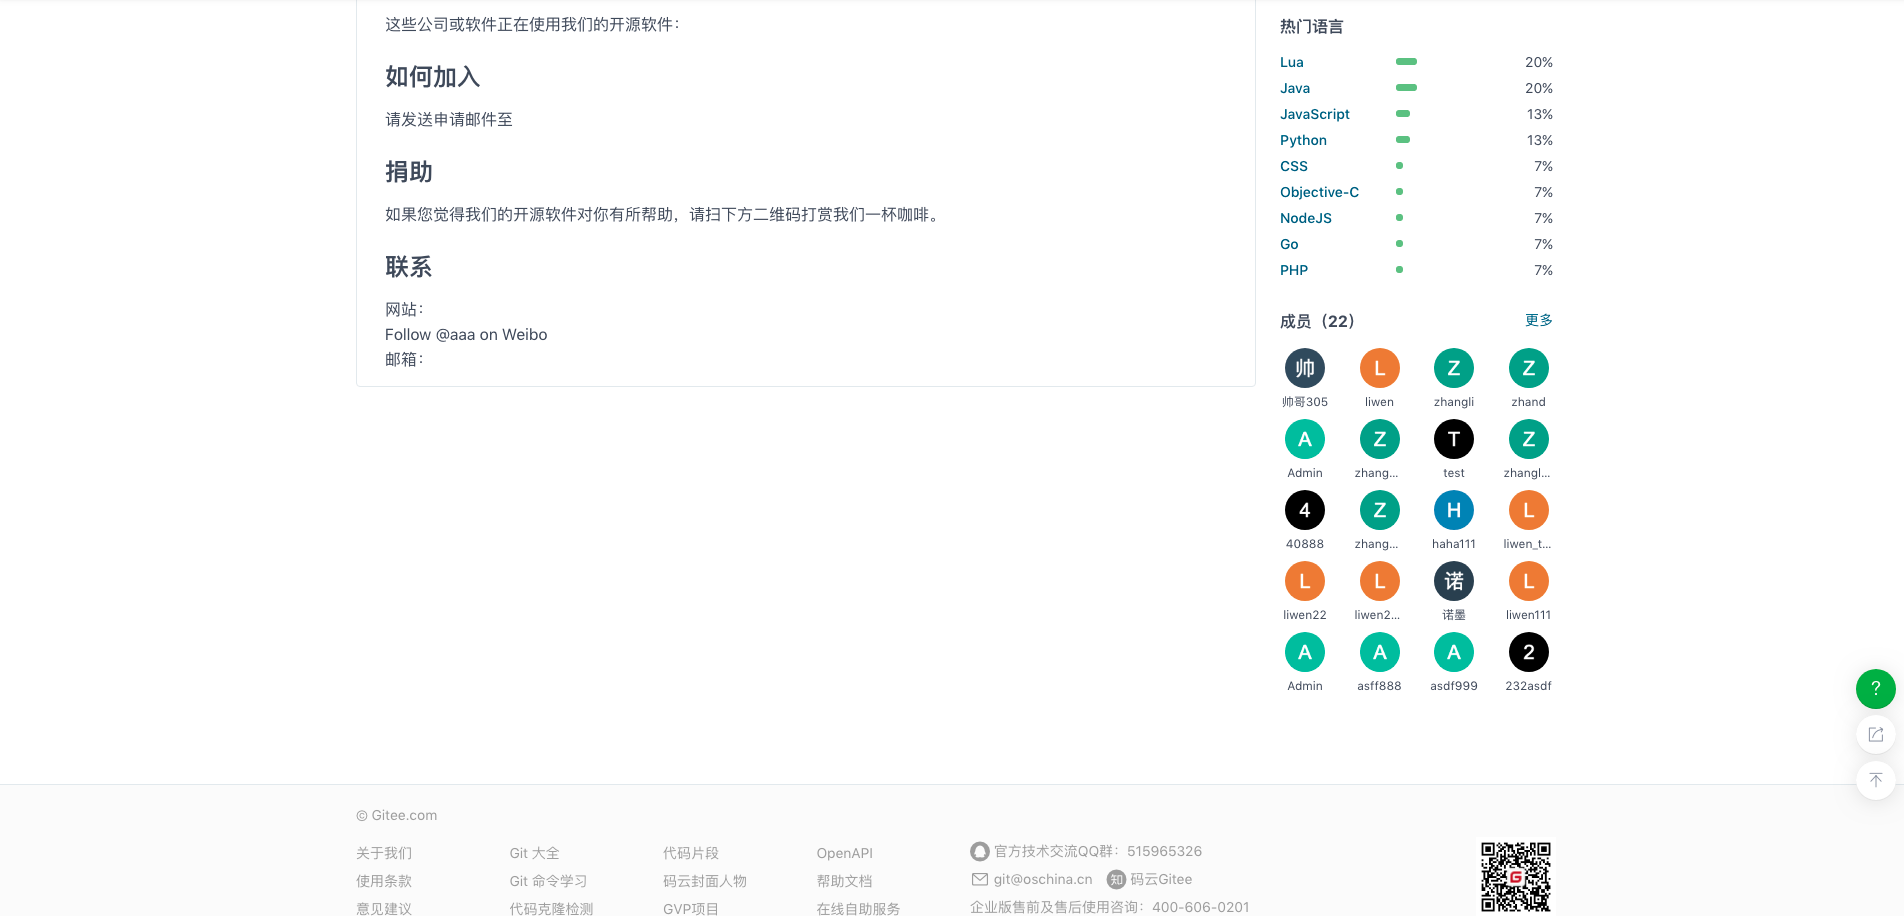 这些公司或软件正在使用我们的开源软件：
如何加入
请发送申请邮件至
捐助
如果您觉得我们的开源软件对你有所帮助，请扫下方二维码打赏我们一杯咖啡。
联系
网站：
Follow @aaa on Weibo
邮箱：
热门语言
Lua 20%
Java 20%
JavaScript 13%
Python 13%
CSS 7%
Objective-C 7%
NodeJS 7%
Go 7%
PHP 7%
成员（22） 更多
帅 L Z Z
帅哥305 liwen zhangli zhand
A Z T Z
Admin zhang... test zhangl...
4 Z H L
40888 zhang... haha111 liwen_t...
L L 诺 L
liwen22 liwen2... 诺墨 liwen111
A A A 2
Admin asff888 asdf999 232asdf
?
© Gitee.com
关于我们 Git 大全 代码片段 OpenAPI 官方技术交流QQ群：515965326
使用条款 Git 命令学习 码云封面人物 帮助文档 git@oschina.cn 知 码云Gitee
意见建议 代码克隆检测 GVP项目 在线自助服务 企业版售前及售后使用咨询：400-606-0201
G